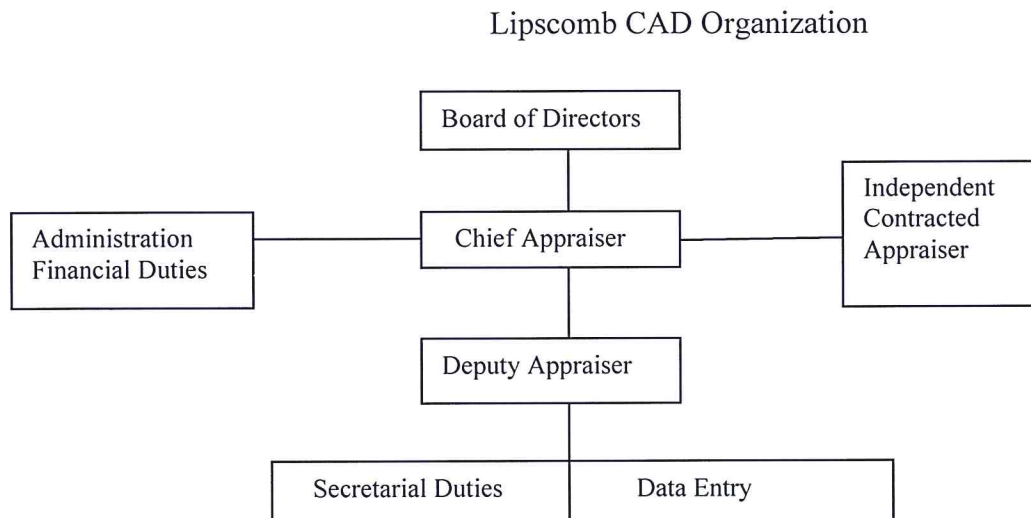 Lipscomb CAD Organization
Board of Directors
Independent
Contracted
Appraiser
Administration
Financial Duties
Chief Appraiser
Deputy Appraiser
Secretarial Duties
Data Entry